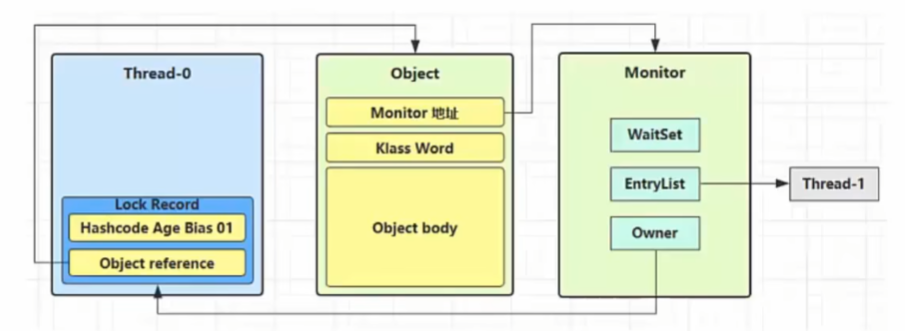 Thread-0
Lock Record
Hashcode Age Bias 01
Object reference
Object
Monitor 地址
Klass Word
Object body
Monitor
WaitSet
EntryList
Owner
Thread-1